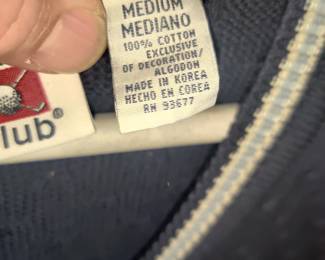 MEDIUM
MEDIANO
100% COTTON
EXCLUSIVE
OF DECORATION/
ALGODON
MADE IN KOREA
HECHO EN COREA
RN 93677
lub®